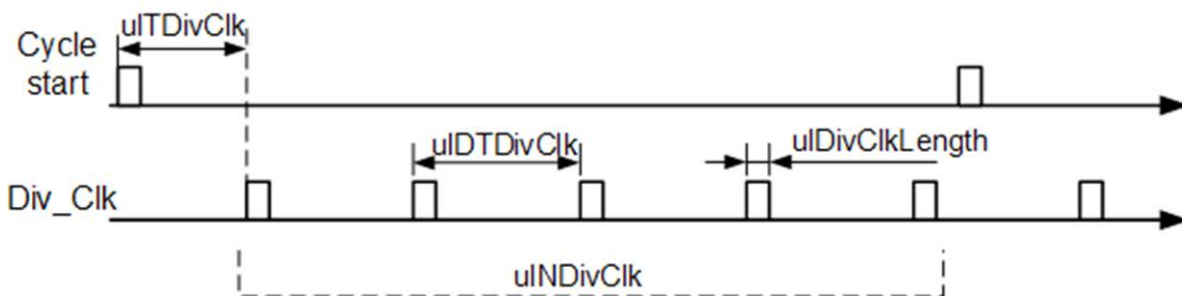 ulTDivClk
Cycle
start
ulDTDivClk
ulDivClkLength
Div_Clk
ulNDivClk